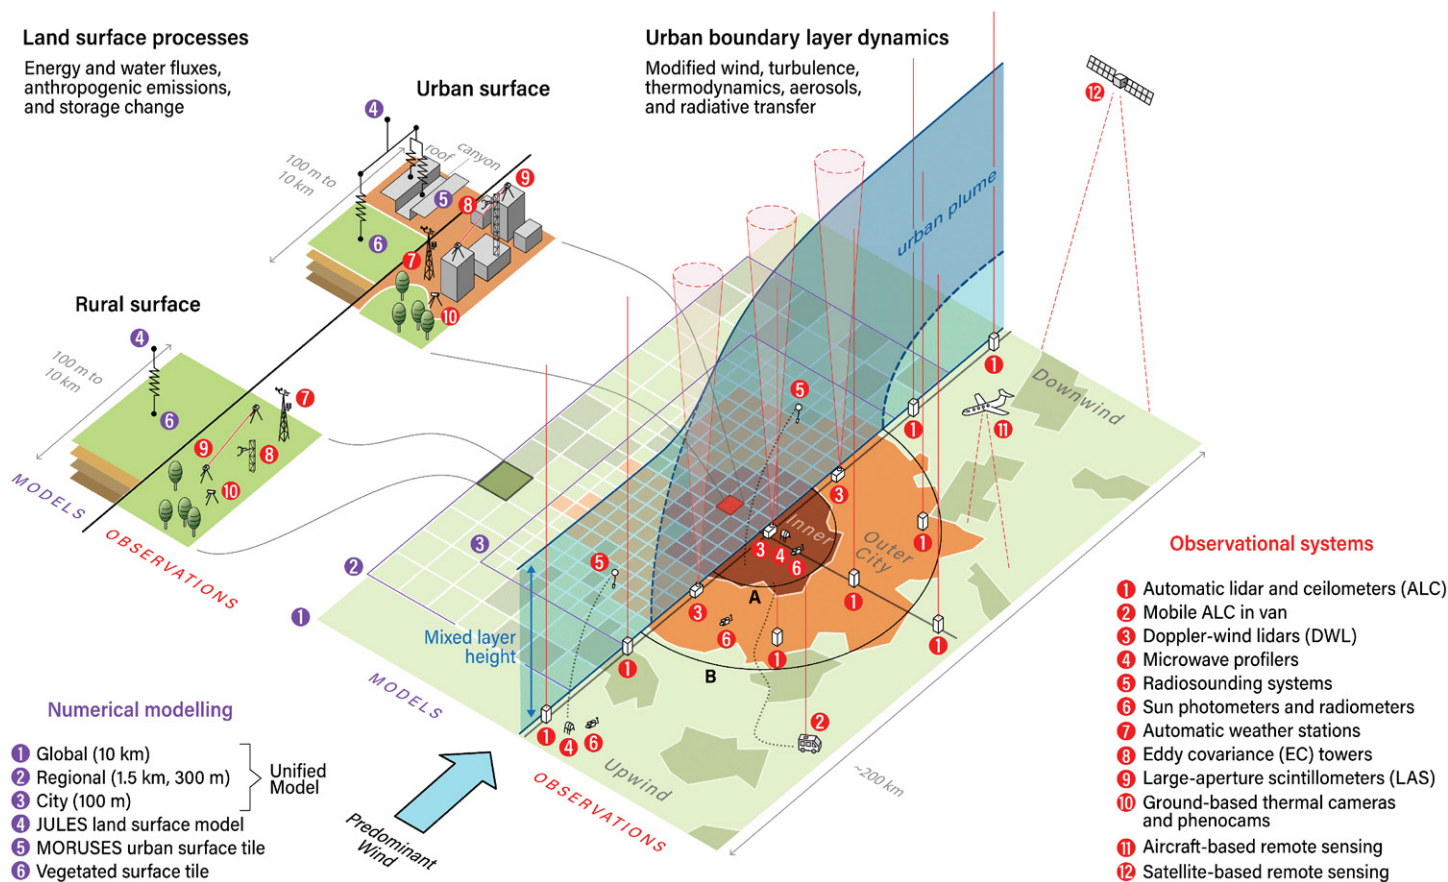 Land surface processes
Energy and water fluxes,
anthropogenic emissions,
and storage change
Urban boundary layer dynamics
Modified wind, turbulence,
thermodynamics, aerosols,
and radiative transfer
Urban surface
4
100 m to
10 km
roof
canyon
5
6
7
8
9
10
12
urban plume
Rural surface
4
100 m to
10 km
6
7
8
9
10
MODELS
OBSERVATIONS
1
2
3
5
5
1
1
11
Downwind
3
3
4
6
Inner
Outer
City
1
A
3
6
1
1
1
B
1
Mixed layer
height
1
4
6
2
Upwind
~200 km
MODELS
OBSERVATIONS
Predominant
Wind
Numerical modelling
1 Global (10 km)
2 Regional (1.5 km, 300 m)
3 City (100 m)
Unified
Model
4 JULES land surface model
5 MORUSES urban surface tile
6 Vegetated surface tile
Observational systems
1 Automatic lidar and ceilometers (ALC)
2 Mobile ALC in van
3 Doppler-wind lidars (DWL)
4 Microwave profilers
5 Radiosounding systems
6 Sun photometers and radiometers
7 Automatic weather stations
8 Eddy covariance (EC) towers
9 Large-aperture scintillometers (LAS)
10 Ground-based thermal cameras
and phenocams
11 Aircraft-based remote sensing
12 Satellite-based remote sensing